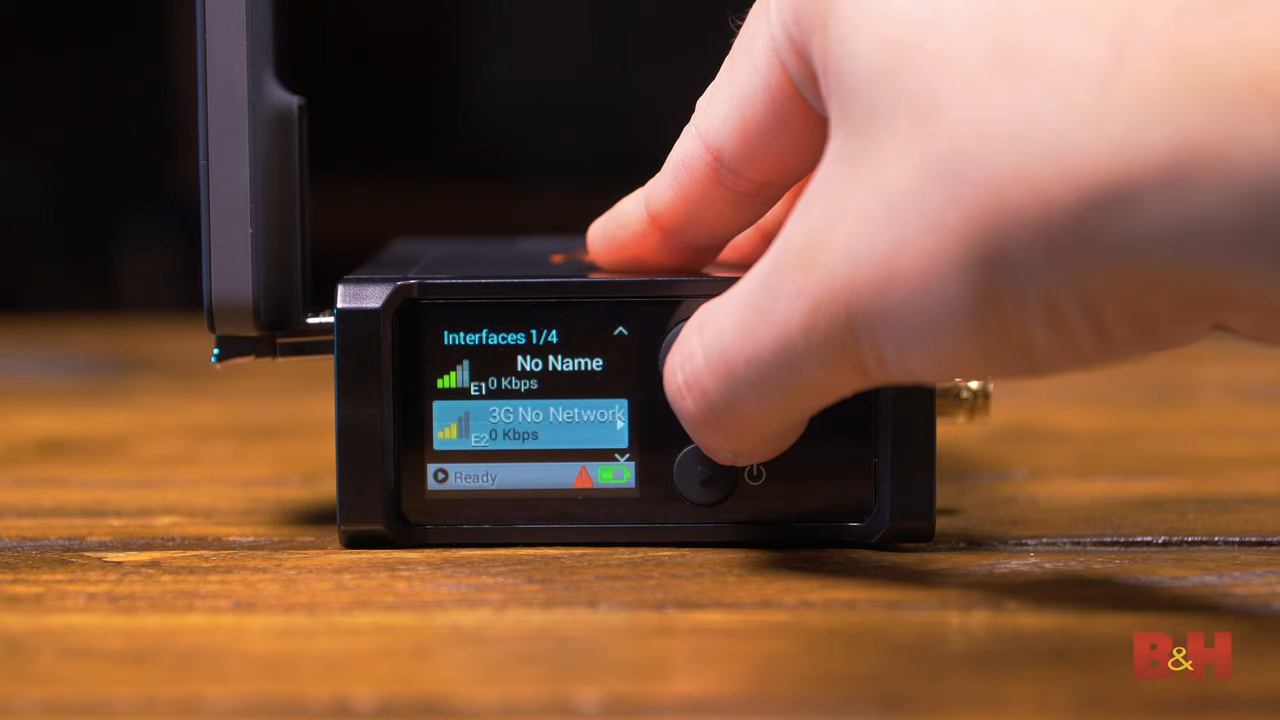 Interfaces 1/4
No Name
E1 0 Kbps
3G No Network
E2 0 Kbps
Ready
B&H